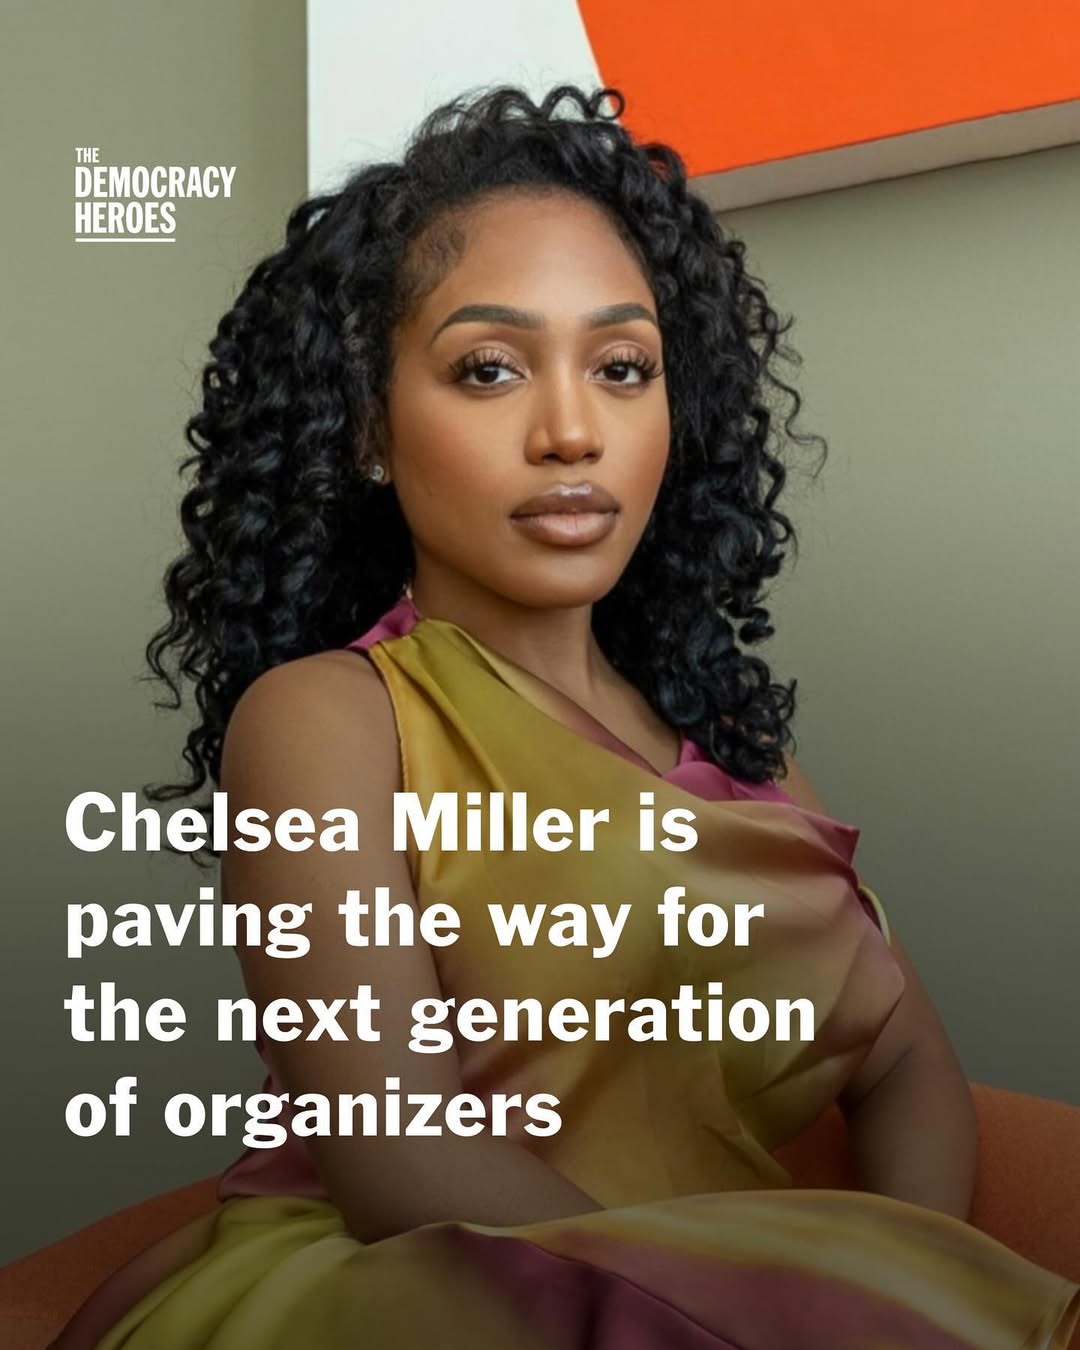 THE
DEMOCRACY
HEROES
Chelsea Miller is
paving the way for
the next generation
of organizers